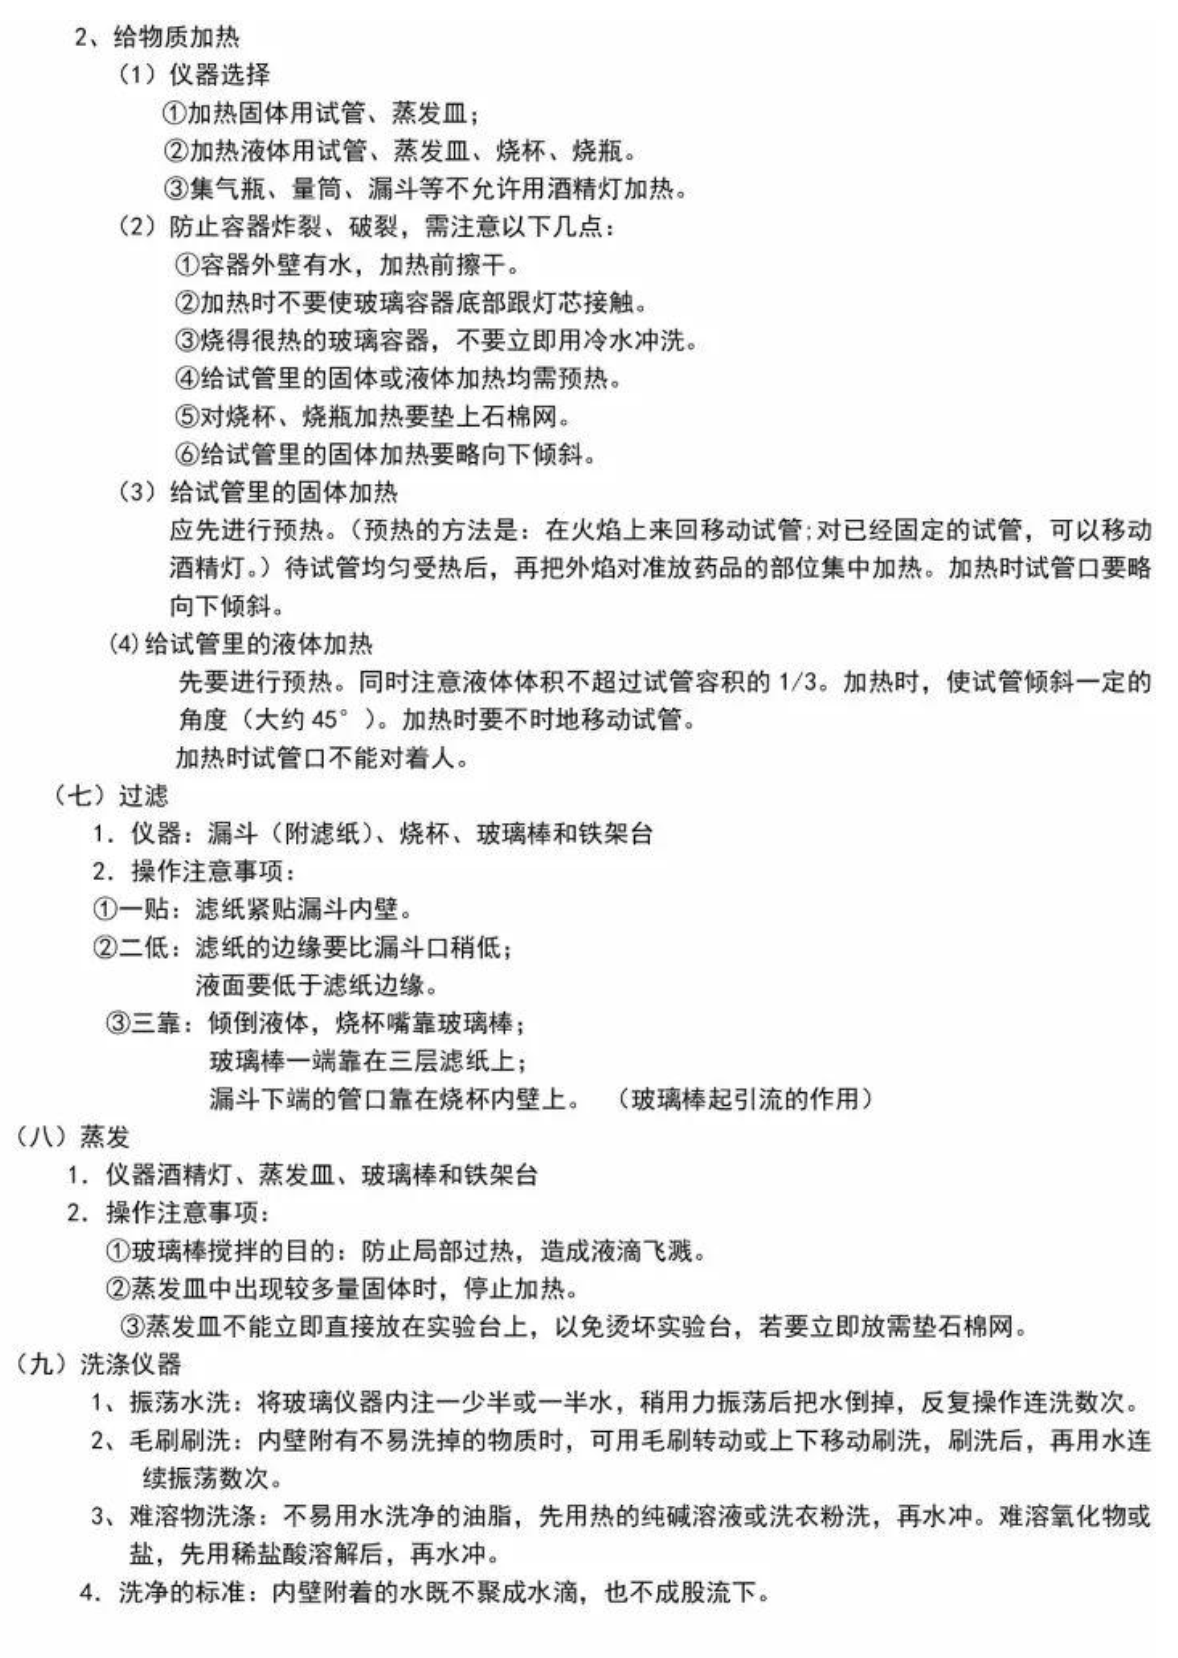 2、给物质加热
（1）仪器选择
①加热固体用试管、蒸发皿；
②加热液体用试管、蒸发皿、烧杯、烧瓶。
③集气瓶、量筒、漏斗等不允许用酒精灯加热。
（2）防止容器炸裂、破裂，需注意以下几点：
①容器外壁有水，加热前擦干。
②加热时不要使玻璃容器底部跟灯芯接触。
③烧得很热的玻璃容器，不要立即用冷水冲洗。
④给试管里的固体或液体加热均需预热。
⑤对烧杯、烧瓶加热要垫上石棉网。
⑥给试管里的固体加热要略向下倾斜。
（3）给试管里的固体加热
应先进行预热。（预热的方法是：在火焰上来回移动试管;对已经固定的试管，可以移动
酒精灯。）待试管均匀受热后，再把外焰对准放药品的部位集中加热。加热时试管口要略
向下倾斜。
(4)给试管里的液体加热
先要进行预热。同时注意液体体积不超过试管容积的1/3。加热时，使试管倾斜一定的
角度（大约45°）。加热时要不时地移动试管。
加热时试管口不能对着人。
（七）过滤
1．仪器：漏斗（附滤纸）、烧杯、玻璃棒和铁架台
2．操作注意事项：
①一贴：滤纸紧贴漏斗内壁。
②二低：滤纸的边缘要比漏斗口稍低；
液面要低于滤纸边缘。
③三靠：倾倒液体，烧杯嘴靠玻璃棒；
玻璃棒一端靠在三层滤纸上；
漏斗下端的管口靠在烧杯内壁上。 （玻璃棒起引流的作用）
（八）蒸发
1．仪器酒精灯、蒸发皿、玻璃棒和铁架台
2．操作注意事项：
①玻璃棒搅拌的目的：防止局部过热，造成液滴飞溅。
②蒸发皿中出现较多量固体时，停止加热。
③蒸发皿不能立即直接放在实验台上，以免烫坏实验台，若要立即放需垫石棉网。
（九）洗涤仪器
1、振荡水洗：将玻璃仪器内注一少半或一半水，稍用力振荡后把水倒掉，反复操作连洗数次。
2、毛刷刷洗：内壁附有不易洗掉的物质时，可用毛刷转动或上下移动刷洗，刷洗后，再用水连
续振荡数次。
3、难溶物洗涤：不易用水洗净的油脂，先用热的纯碱溶液或洗衣粉洗，再水冲。难溶氧化物或
盐，先用稀盐酸溶解后，再水冲。
4．洗净的标准：内壁附着的水既不聚成水滴，也不成股流下。